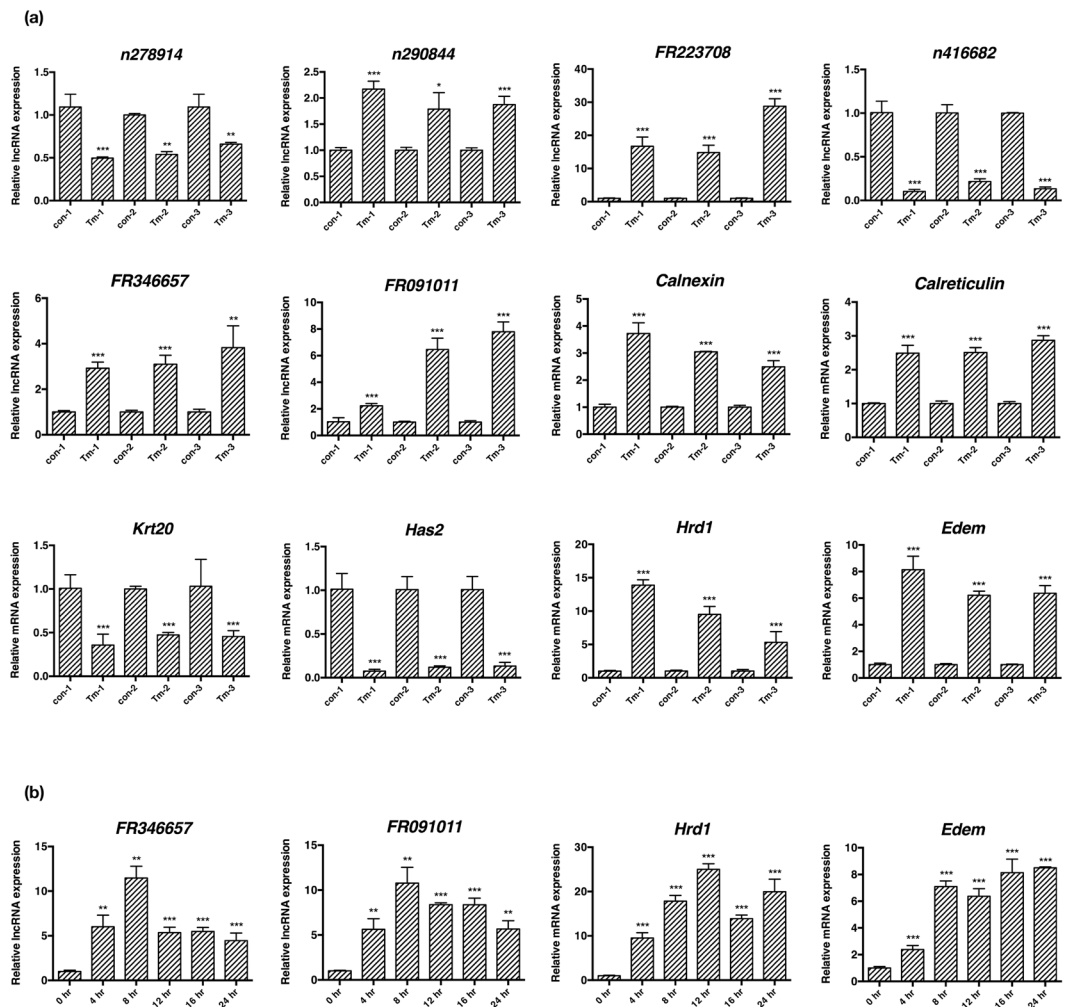 (a)
n278914
Relative lncRNA expression
1.5
1.0
0.5
0.0
con-1 Tm-1 con-2 Tm-2 con-3 Tm-3
*** ** **
n290844
Relative lncRNA expression
2.5
2.0
1.5
1.0
0.5
0.0
con-1 Tm-1 con-2 Tm-2 con-3 Tm-3
*** * ***
FR223708
Relative lncRNA expression
40
30
20
10
0
con-1 Tm-1 con-2 Tm-2 con-3 Tm-3
*** *** ***
n416682
Relative lncRNA expression
1.5
1.0
0.5
0.0
con-1 Tm-1 con-2 Tm-2 con-3 Tm-3
*** *** ***
FR346657
Relative lncRNA expression
6
4
2
0
con-1 Tm-1 con-2 Tm-2 con-3 Tm-3
*** *** **
FR091011
Relative lncRNA expression
10
8
6
4
2
0
con-1 Tm-1 con-2 Tm-2 con-3 Tm-3
*** *** ***
Calnexin
Relative mRNA expression
5
4
3
2
1
0
con-1 Tm-1 con-2 Tm-2 con-3 Tm-3
*** *** ***
Calreticulin
Relative mRNA expression
4
3
2
1
0
con-1 Tm-1 con-2 Tm-2 con-3 Tm-3
*** *** ***
Krt20
Relative mRNA expression
1.5
1.0
0.5
0.0
con-1 Tm-1 con-2 Tm-2 con-3 Tm-3
*** *** ***
Has2
Relative mRNA expression
1.5
1.0
0.5
0.0
con-1 Tm-1 con-2 Tm-2 con-3 Tm-3
*** *** ***
Hrd1
Relative mRNA expression
20
15
10
5
0
con-1 Tm-1 con-2 Tm-2 con-3 Tm-3
*** *** ***
Edem
Relative mRNA expression
10
8
6
4
2
0
con-1 Tm-1 con-2 Tm-2 con-3 Tm-3
*** *** ***
(b)
FR346657
Relative lncRNA expression
15
10
5
0
0 hr 4 hr 8 hr 12 hr 16 hr 24 hr
** ** *** *** ***
FR091011
Relative lncRNA expression
15
10
5
0
0 hr 4 hr 8 hr 12 hr 16 hr 24 hr
** ** *** *** **
Hrd1
Relative mRNA expression
30
20
10
0
0 hr 4 hr 8 hr 12 hr 16 hr 24 hr
*** *** *** *** ***
Edem
Relative mRNA expression
10
8
6
4
2
0
0 hr 4 hr 8 hr 12 hr 16 hr 24 hr
*** *** *** *** ***